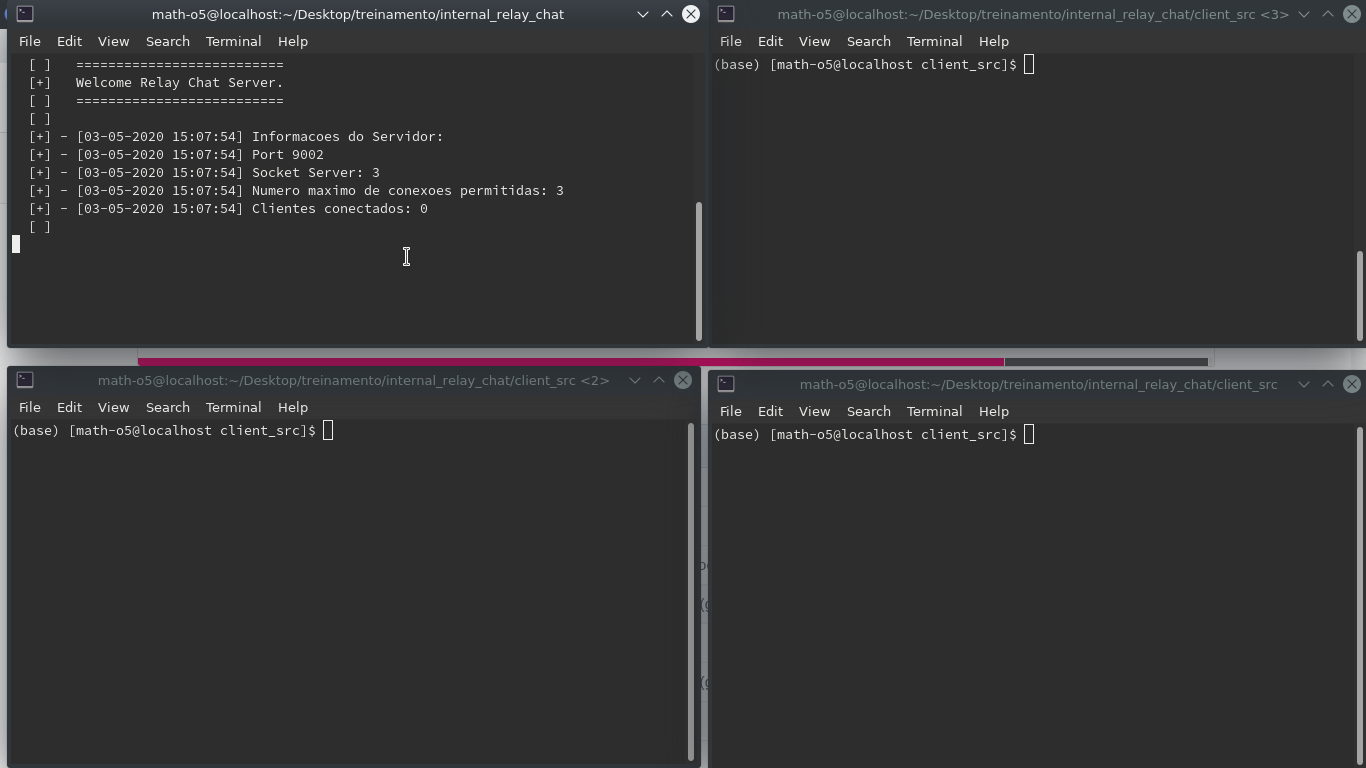 math-o5@localhost:~/Desktop/treinamento/internal_relay_chat
File Edit View Search Terminal Help
[ ] ==========================
[+] Welcome Relay Chat Server.
[ ] ==========================
[ ]
[+] - [03-05-2020 15:07:54] Informacoes do Servidor:
[+] - [03-05-2020 15:07:54] Port 9002
[+] - [03-05-2020 15:07:54] Socket Server: 3
[+] - [03-05-2020 15:07:54] Numero maximo de conexoes permitidas: 3
[+] - [03-05-2020 15:07:54] Clientes conectados: 0
[ ]
math-o5@localhost:~/Desktop/treinamento/internal_relay_chat/client_src <3>
File Edit View Search Terminal Help
(base) [math-o5@localhost client_src]$
math-o5@localhost:~/Desktop/treinamento/internal_relay_chat/client_src <2>
File Edit View Search Terminal Help
(base) [math-o5@localhost client_src]$
math-o5@localhost:~/Desktop/treinamento/internal_relay_chat/client_src
File Edit View Search Terminal Help
(base) [math-o5@localhost client_src]$